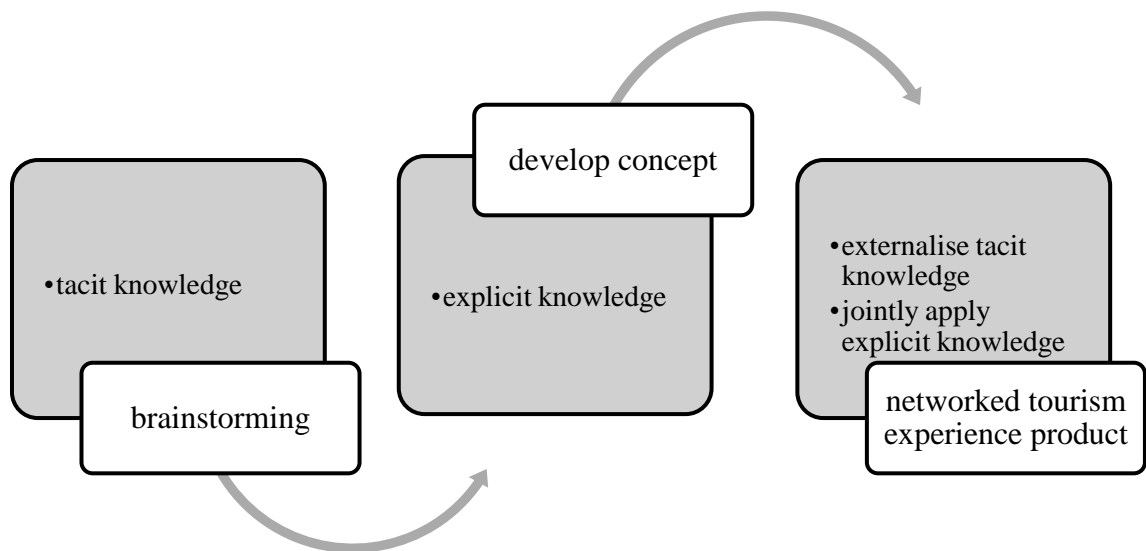 •tacit knowledge
brainstorming
develop concept
•explicit knowledge
•externalise tacit
knowledge
•jointly apply
explicit knowledge
networked tourism
experience product